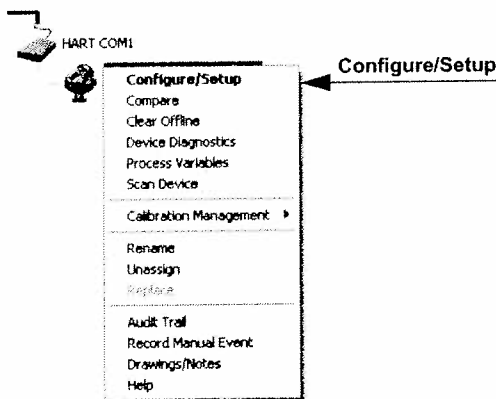 HART COM1
Configure/Setup
Configure/Setup
Compare
Clear Offline
Device Diagnostics
Process Variables
Scan Device
Calibration Management
Rename
Unassign
Replace
Audit Trail
Record Manual Event
Drawings/Notes
Help